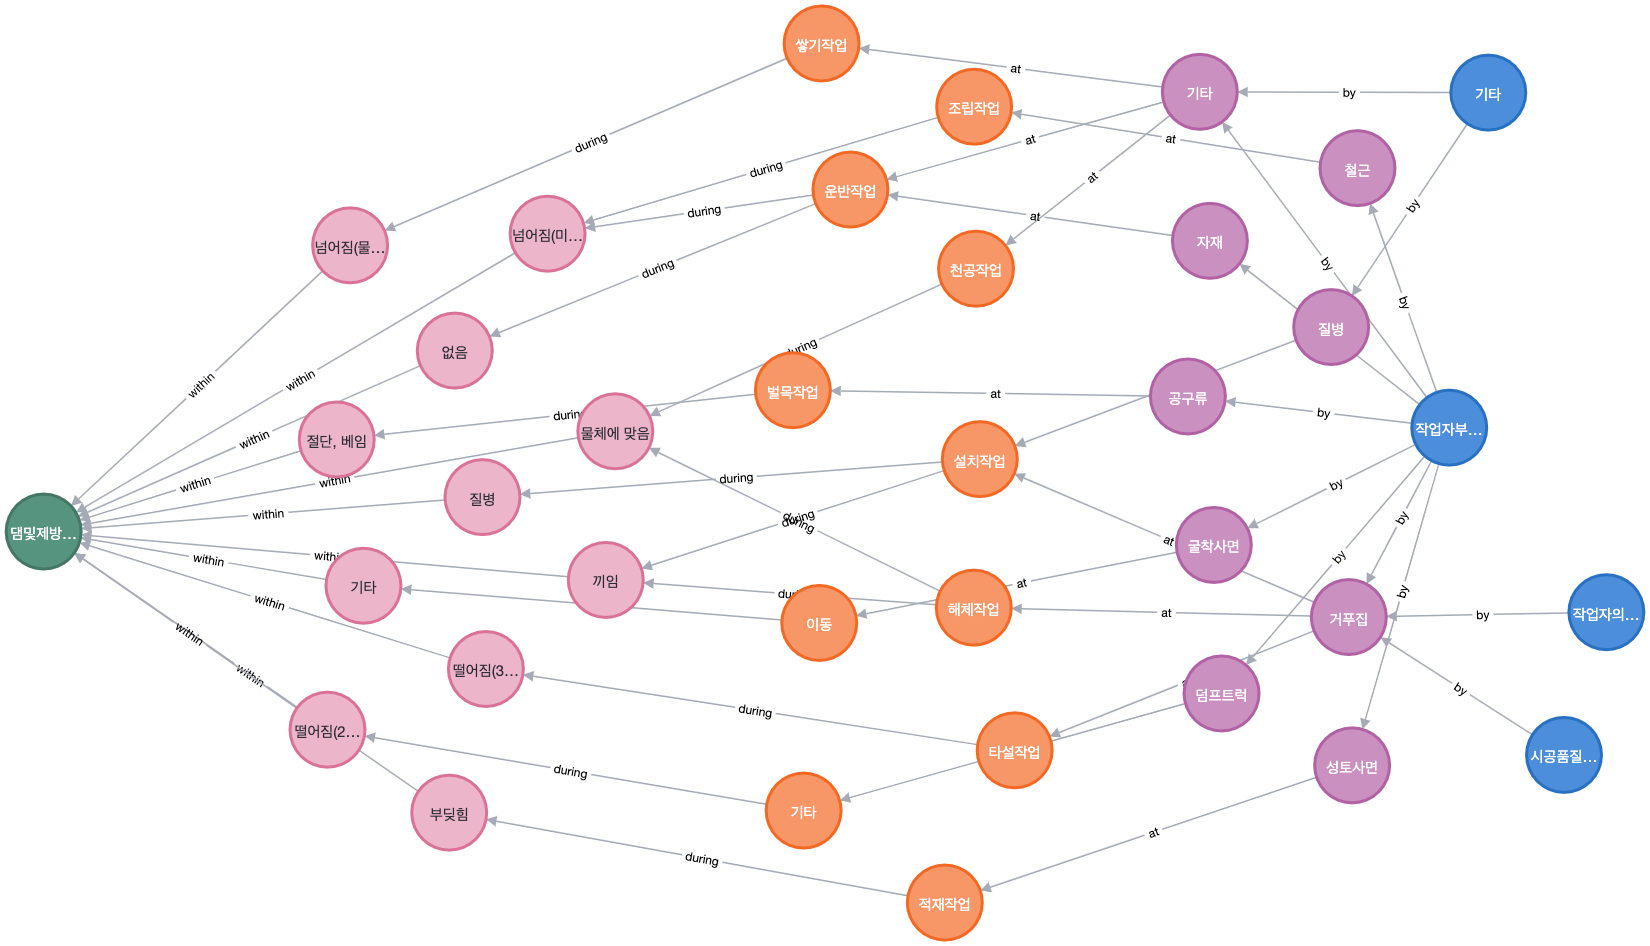 쌓기작업
at
기타
by
기타
조립작업
during
at
철근
during
at
운반작업
at
by
넘어짐(물...
넘어짐(미...
during
at
자재
during
천공작업
by
질병
by
within
within
없음
during
벌목작업
at
공구류
by
작업자부...
within
절단, 베임
during
물체에 맞음
설치작업
within
within
질병
during
by
within
during
during
at
굴착사면
by
댐및제방...
within
기타
within
끼임
during
at
by
by
within
이동
해체작업
at
거푸집
by
작업자의...
within
within
떨어짐(3...
during
덤프트럭
by
떨어짐(2...
during
타설작업
성토사면
시공품질...
부딪힘
기타
during
at
적재작업